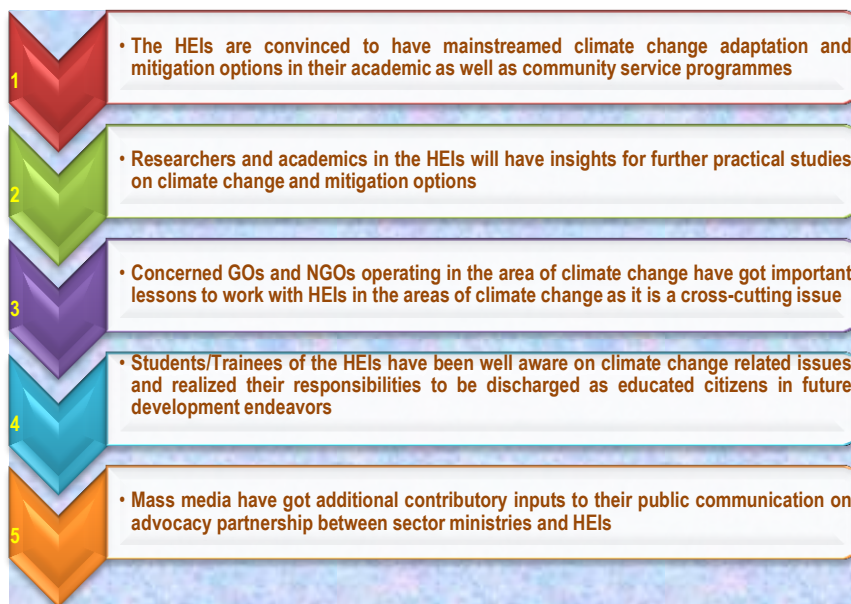 1
• The HEIs are convinced to have mainstreamed climate change adaptation and
mitigation options in their academic as well as community service programmes
2
• Researchers and academics in the HEIs will have insights for further practical studies
on climate change and mitigation options
3
• Concerned GOs and NGOs operating in the area of climate change have got important
lessons to work with HEIs in the areas of climate change as it is a cross-cutting issue
4
• Students/Trainees of the HEIs have been well aware on climate change related issues
and realized their responsibilities to be discharged as educated citizens in future
development endeavors
5
• Mass media have got additional contributory inputs to their public communication on
advocacy partnership between sector ministries and HEIs